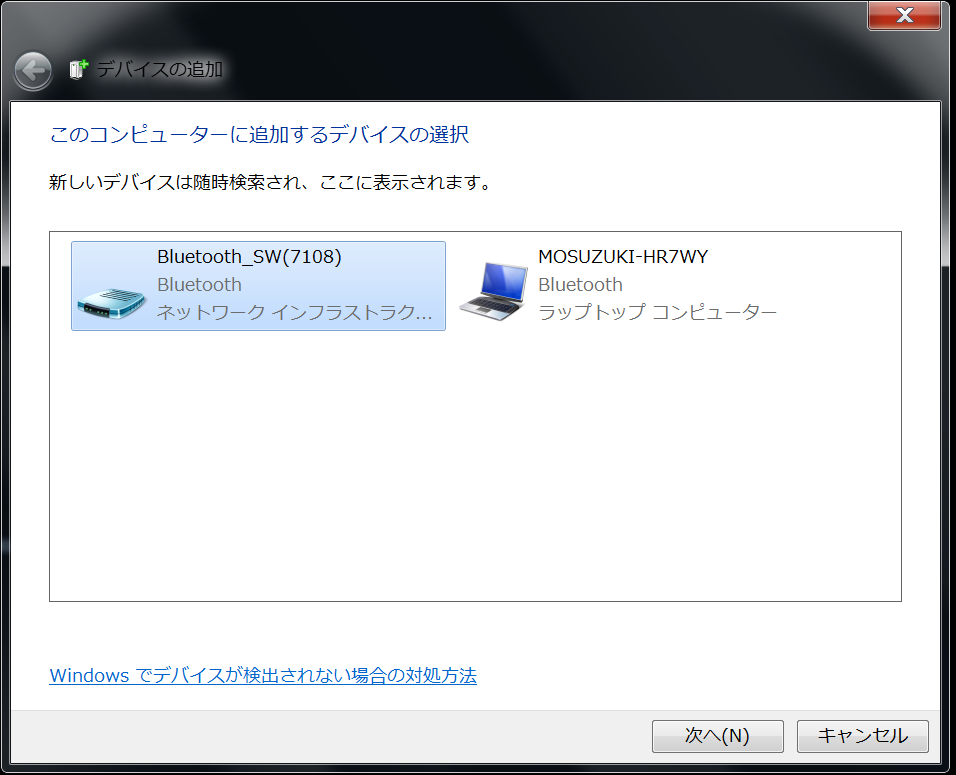 デバイスの追加
このコンピューターに追加するデバイスの選択
新しいデバイスは随時検索され、ここに表示されます。
Bluetooth_SW(7108)
Bluetooth
ネットワーク インフラストラク...
MOSUZUKI-HR7WY
Bluetooth
ラップトップ コンピューター
Windows でデバイスが検出されない場合の対処方法
次へ(N)
キャンセル